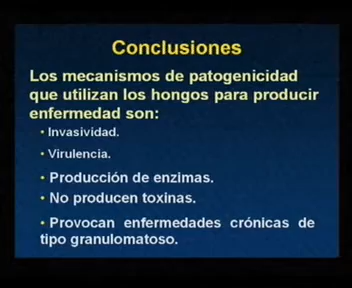 Conclusiones
Los mecanismos de patogenicidad
que utilizan los hongos para producir
enfermedad son:
• Invasividad.
• Virulencia.
• Producción de enzimas.
• No producen toxinas.
• Provocan enfermedades crónicas de
tipo granulomatoso.